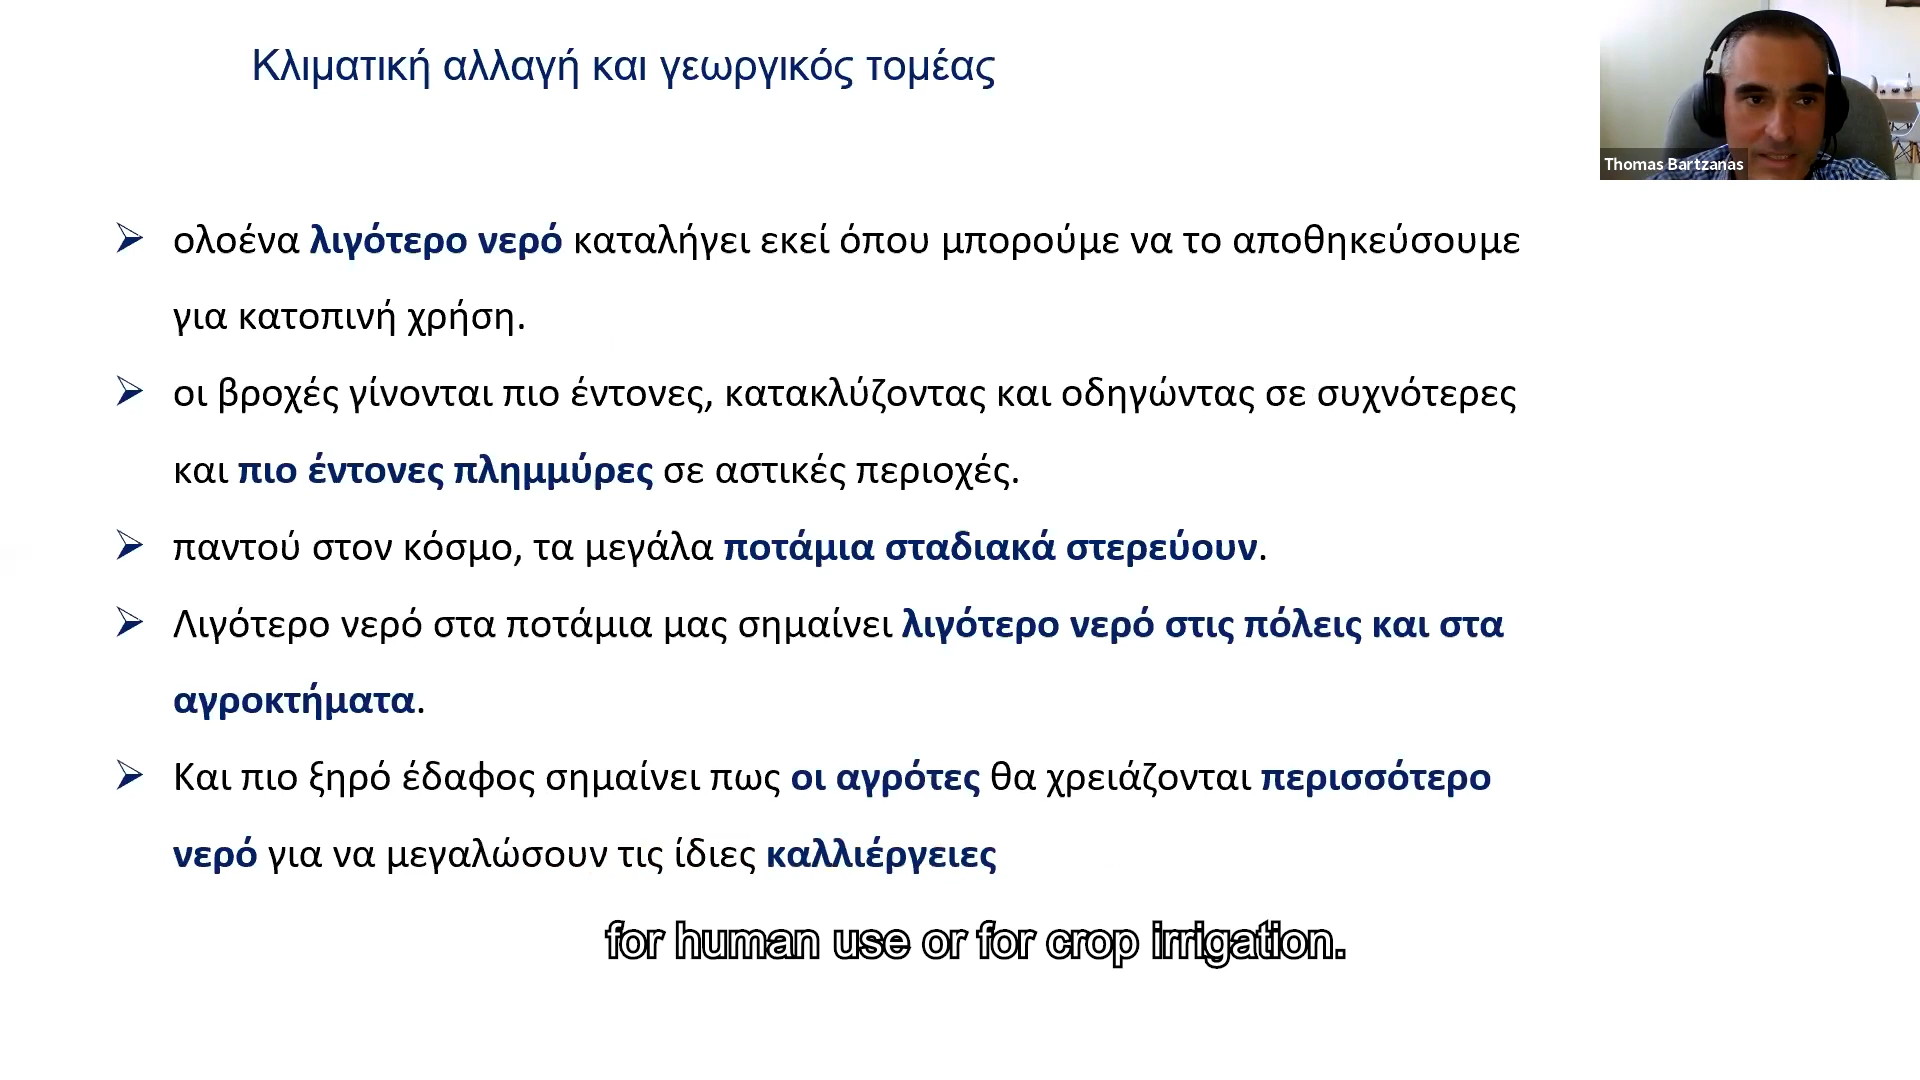 Κλιματική αλλαγή και γεωργικός τομέας
Thomas Bartzanas
ολοένα λιγότερο νερό καταλήγει εκεί όπου μπορούμε να το αποθηκεύσουμε
για κατοπινή χρήση.
οι βροχές γίνονται πιο έντονες, κατακλύζοντας και οδηγώντας σε συχνότερες
και πιο έντονες πλημμύρες σε αστικές περιοχές.
παντού στον κόσμο, τα μεγάλα ποτάμια σταδιακά στερεύουν.
Λιγότερο νερό στα ποτάμια μας σημαίνει λιγότερο νερό στις πόλεις και στα
αγροκτήματα.
Και πιο ξηρό έδαφος σημαίνει πως οι αγρότες θα χρειάζονται περισσότερο
νερό για να μεγαλώσουν τις ίδιες καλλιέργειες
for human use or for crop irrigation.